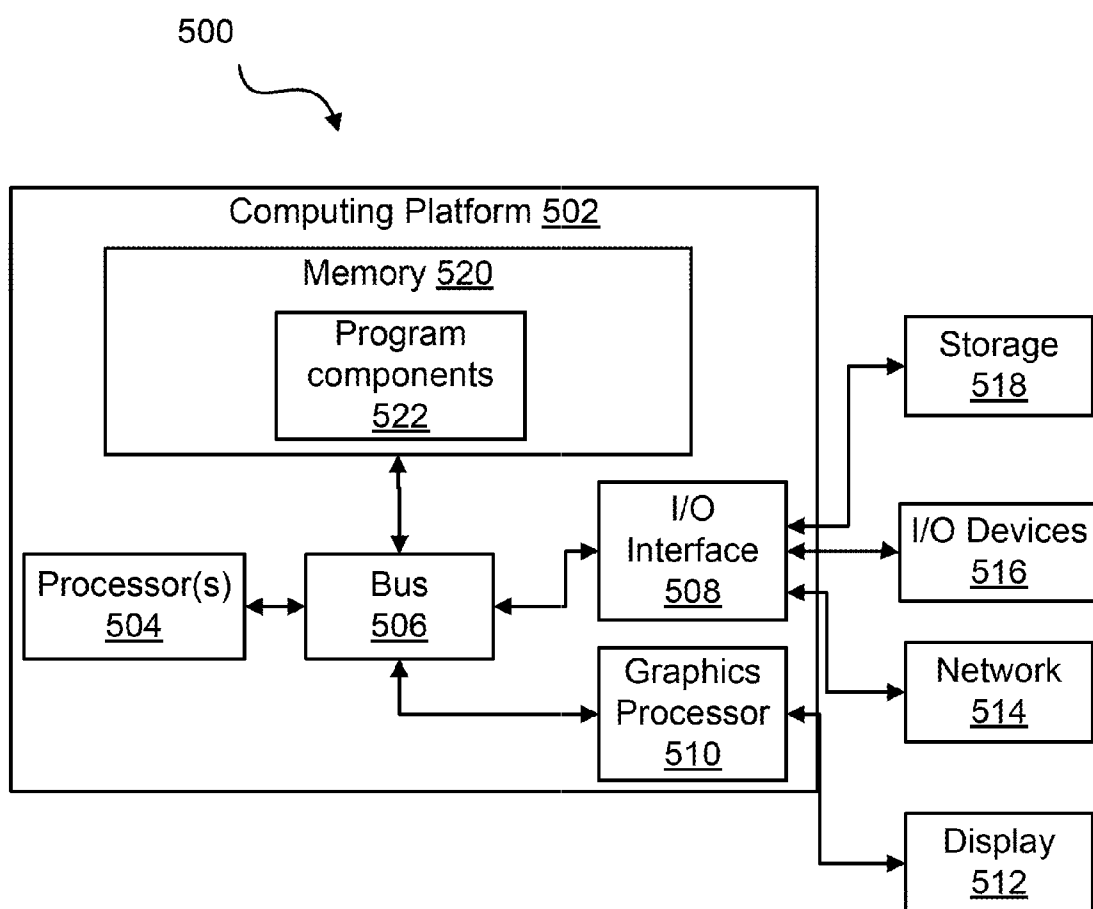 500
Computing Platform 502
Memory 520
Program
components
522
Storage
518
I/O
Interface
508
I/O Devices
516
Processor(s)
504
Bus
506
Graphics
Processor
510
Network
514
Display
512